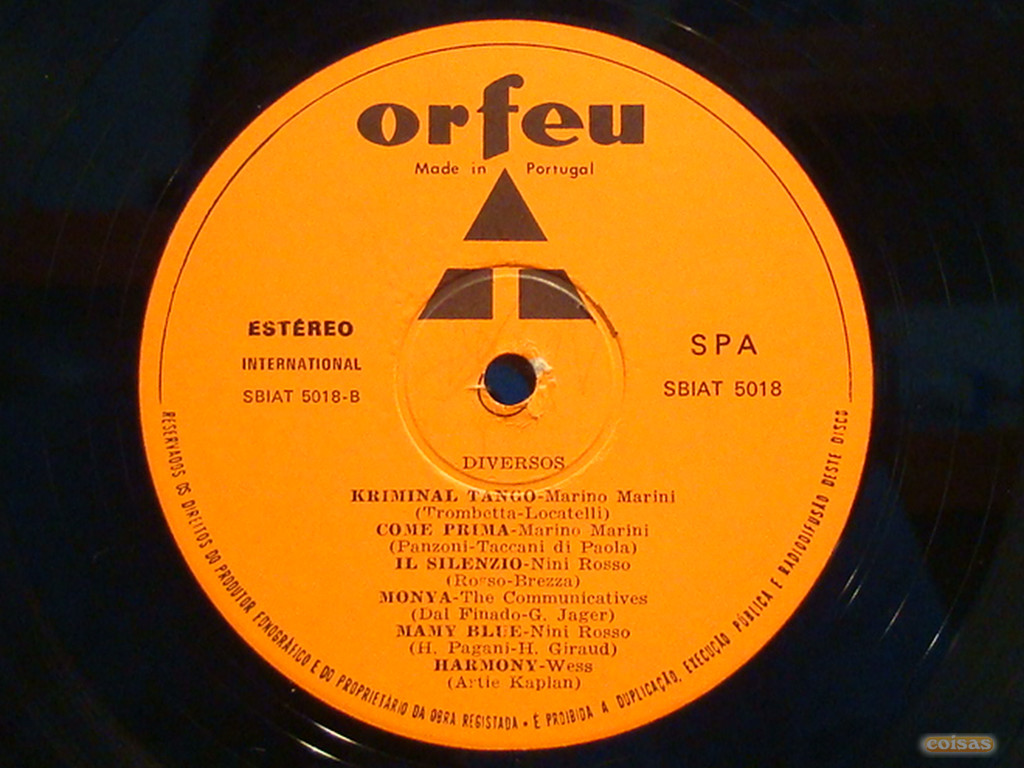 orfeu
Made in Portugal
ESTÉREO
INTERNATIONAL
SBIAT 5018-B
SPA
SBIAT 5018
DIVERSOS
KRIMINAL TANGO-Marino Marini
(Trombetta-Locatelli)
COME PRIMA-Marino Marini
(Panzoni-Taccani di Paola)
IL SILENZIO-Nini Rosso
(Rosso-Brezza)
MONYA-The Communicatives
(Dal Finado-G. Jager)
MAMY BLUE-Nini Rosso
(H. Pagani-H. Giraud)
HARMONY-Wess
(Artie Kaplan)
RESERVADOS OS DIREITOS DO PRODUTOR FONOGRÁFICO E DO PROPRIETÁRIO DA OBRA REGISTADA • É PROIBIDA A DUPLICAÇÃO, EXECUÇÃO PÚBLICA E RADIODIFUSÃO DESTE DISCO
coisas